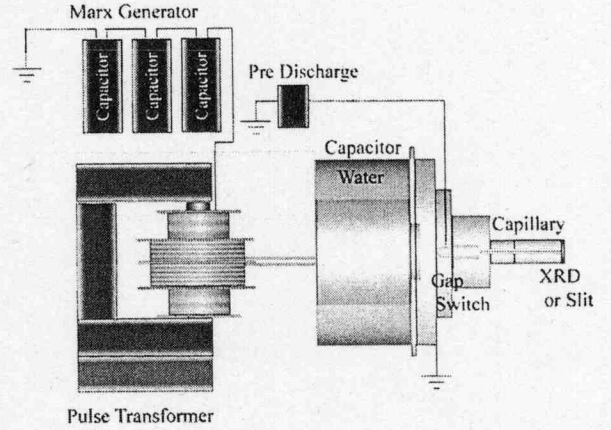 Marx Generator
Capacitor
Capacitor
Capacitor
Pre Discharge
Capacitor
Water
Capillary
Gap
Switch
XRD
or Slit
Pulse Transformer